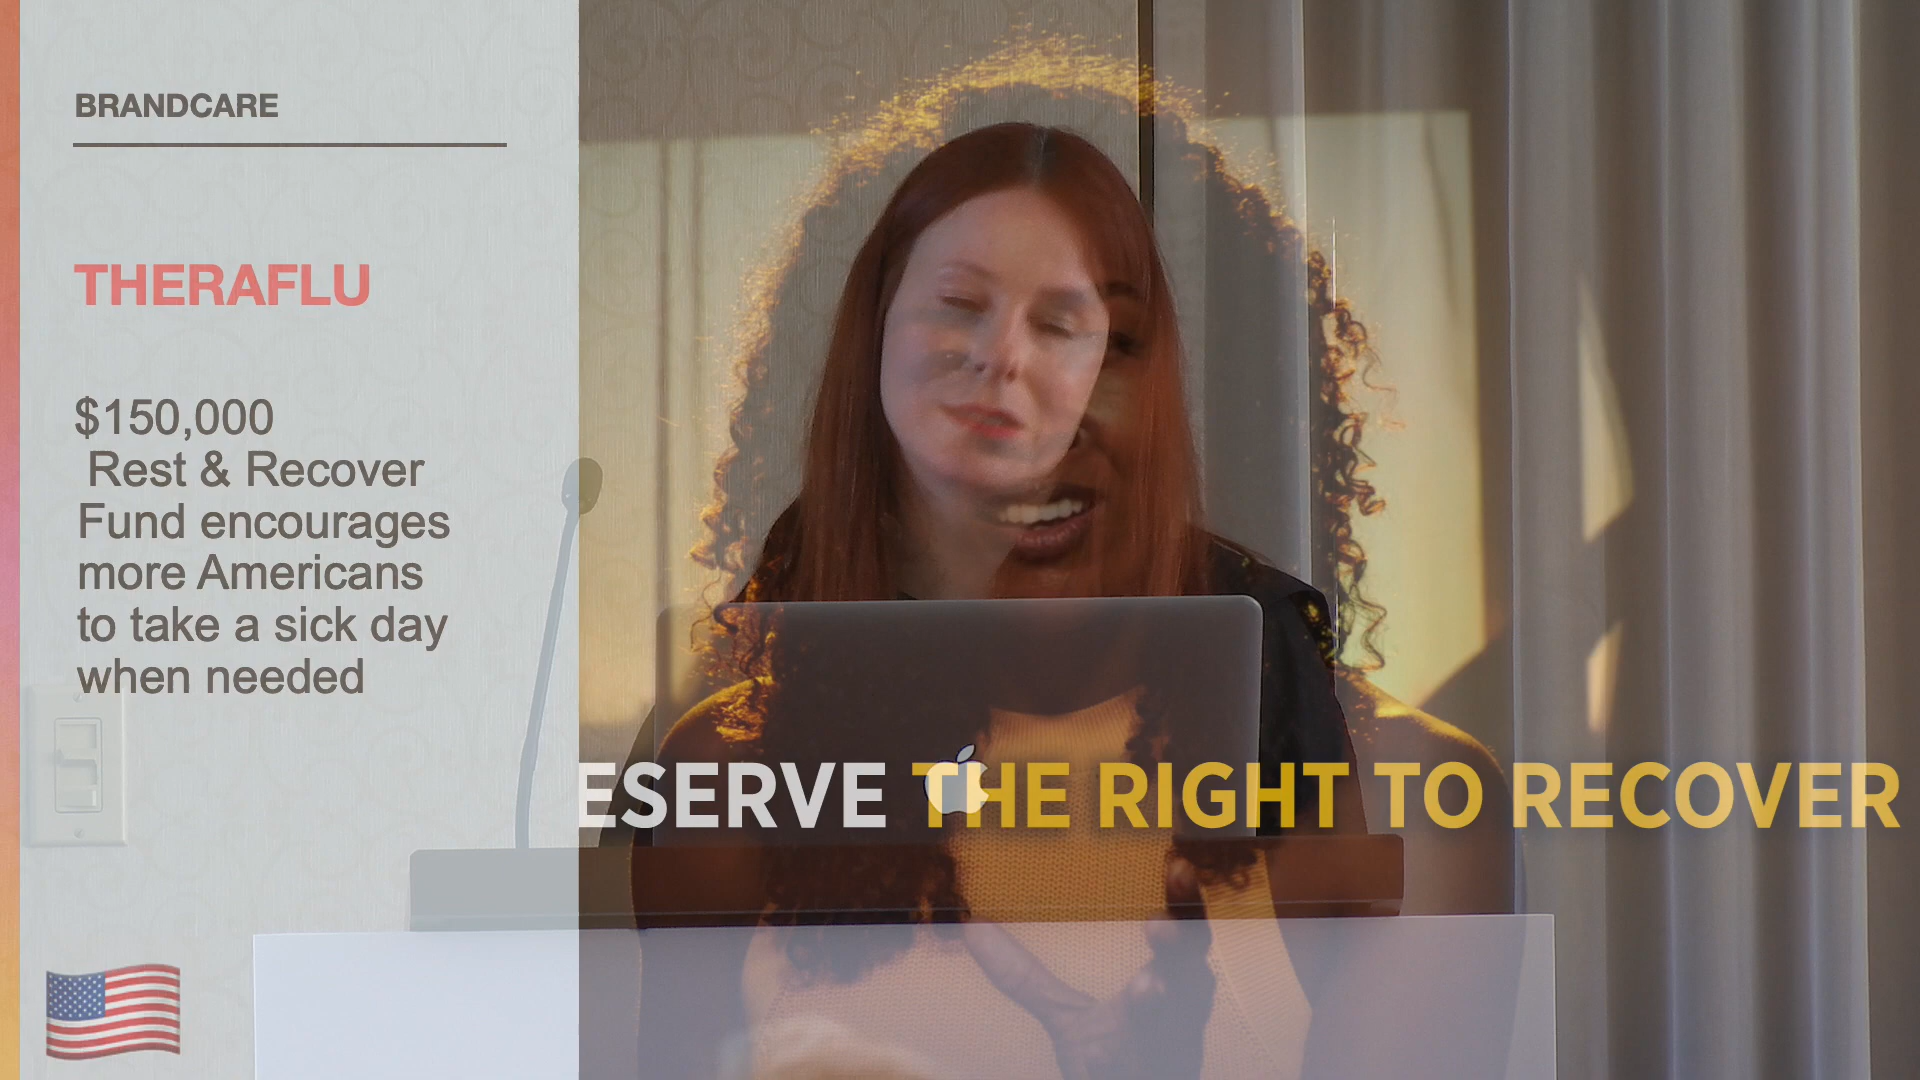 BRANDCARE
THERAFLU
$150,000
Rest & Recover
Fund encourages
more Americans
to take a sick day
when needed
ESERVE THE RIGHT TO RECOVER